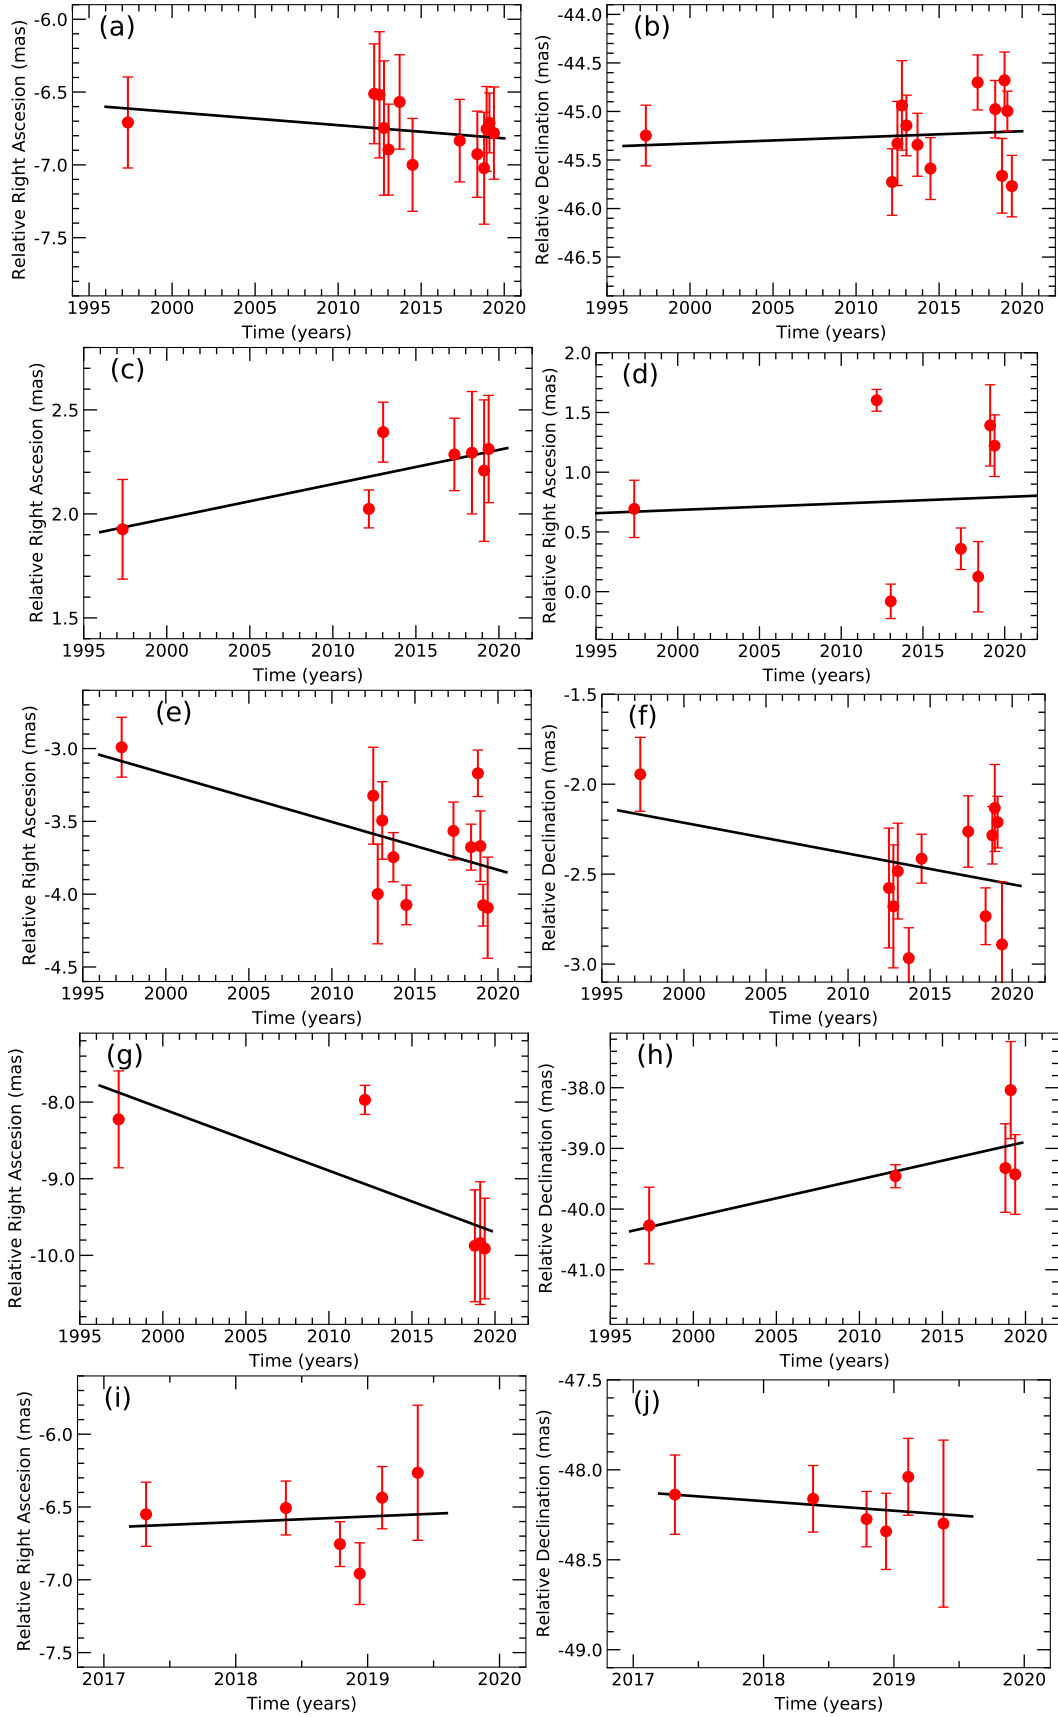 (a)
Relative Right Ascesion (mas)
-6.0
-6.5
-7.0
-7.5
1995 2000 2005 2010 2015 2020
Time (years)
(b)
Relative Declination (mas)
-44.0
-44.5
-45.0
-45.5
-46.0
-46.5
1995 2000 2005 2010 2015 2020
Time (years)
(c)
Relative Right Ascesion (mas)
2.5
2.0
1.5
1995 2000 2005 2010 2015 2020
Time (years)
(d)
Relative Right Ascesion (mas)
2.0
1.5
1.0
0.5
0.0
1995 2000 2005 2010 2015 2020
Time (years)
(e)
Relative Right Ascesion (mas)
-3.0
-3.5
-4.0
-4.5
1995 2000 2005 2010 2015 2020
Time (years)
(f)
Relative Declination (mas)
-1.5
-2.0
-2.5
-3.0
1995 2000 2005 2010 2015 2020
Time (years)
(g)
Relative Right Ascesion (mas)
-8.0
-9.0
-10.0
1995 2000 2005 2010 2015 2020
Time (years)
(h)
Relative Declination (mas)
-38.0
-39.0
-40.0
-41.0
1995 2000 2005 2010 2015 2020
Time (years)
(i)
Relative Right Ascesion (mas)
-6.0
-6.5
-7.0
-7.5
2017 2018 2019 2020
Time (years)
(j)
Relative Declination (mas)
-47.5
-48.0
-48.5
-49.0
2017 2018 2019 2020
Time (years)